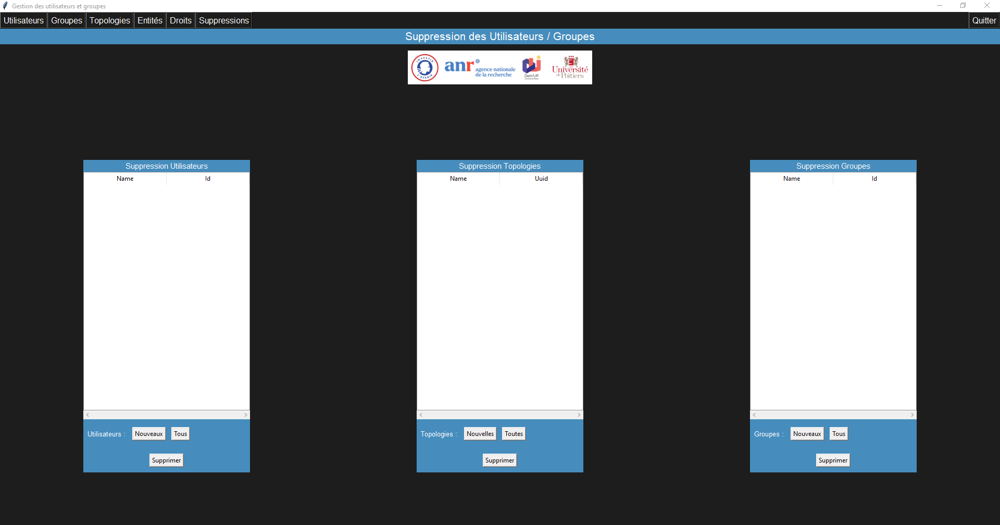 Gestion des utilisateurs et groupes
Utilisateurs Groupes Topologies Entités Droits Suppressions Quitter
Suppression des Utilisateurs / Groupes
INVESTIR L'AVENIR
anr agence nationale
de la recherche
Dem'UP
Université
de Poitiers
Suppression Utilisateurs
Name Id
Utilisateurs : Nouveaux Tous
Supprimer
Suppression Topologies
Name Uuid
Topologies : Nouvelles Toutes
Supprimer
Suppression Groupes
Name Id
Groupes : Nouveaux Tous
Supprimer